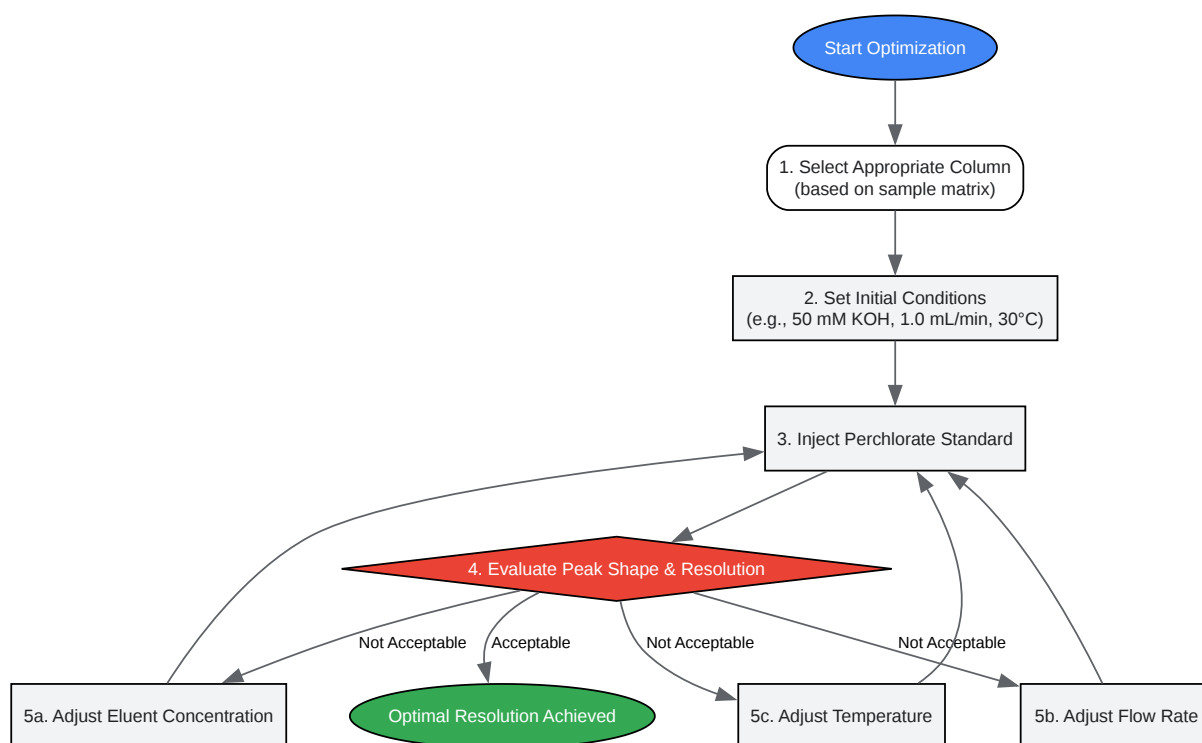 Start Optimization
1. Select Appropriate Column
(based on sample matrix)
2. Set Initial Conditions
(e.g., 50 mM KOH, 1.0 mL/min, 30°C)
3. Inject Perchlorate Standard
4. Evaluate Peak Shape & Resolution
Not Acceptable
Acceptable
Not Acceptable
Not Acceptable
5a. Adjust Eluent Concentration
Optimal Resolution Achieved
5c. Adjust Temperature
5b. Adjust Flow Rate